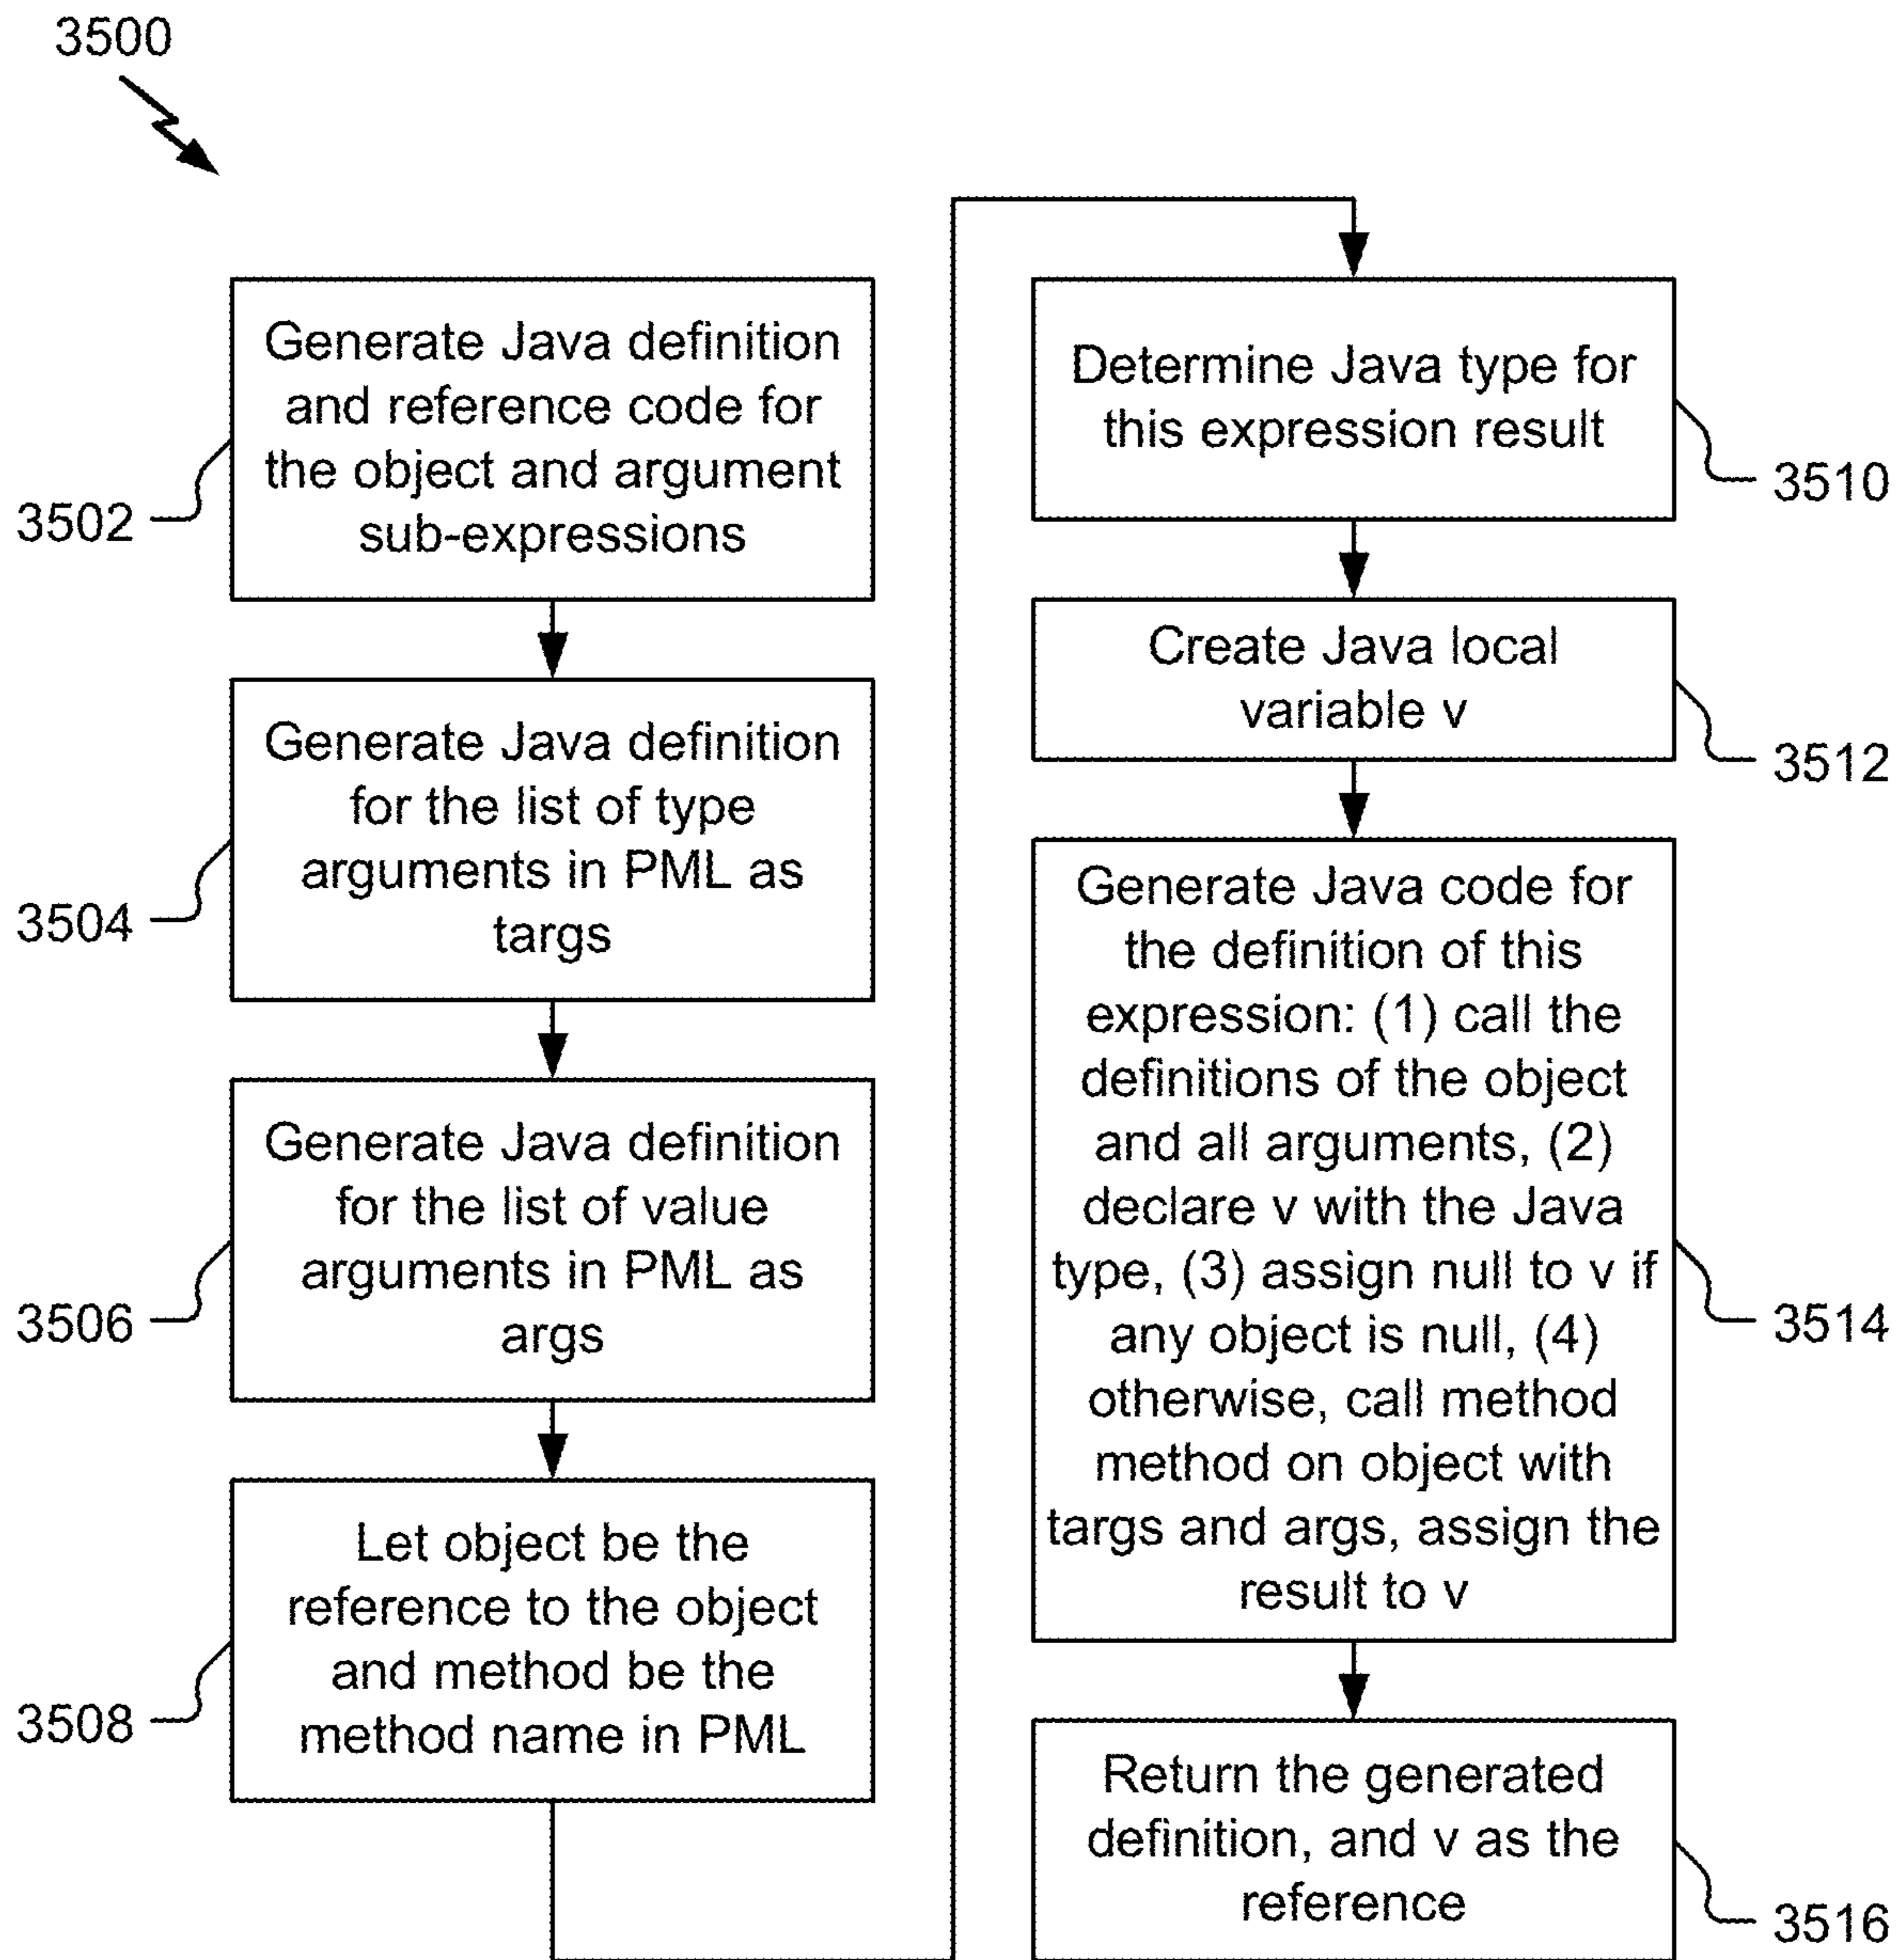 3500
Generate Java definition
and reference code for
the object and argument
sub-expressions
3502
Generate Java definition
for the list of type
arguments in PML as
targs
3504
Generate Java definition
for the list of value
arguments in PML as
args
3506
Let object be the
reference to the object
and method be the
method name in PML
3508
Determine Java type for
this expression result
3510
Create Java local
variable v
3512
Generate Java code for
the definition of this
expression: (1) call the
definitions of the object
and all arguments, (2)
declare v with the Java
type, (3) assign null to v if
any object is null, (4)
otherwise, call method
method on object with
targs and args, assign the
result to v
3514
Return the generated
definition, and v as the
reference
3516